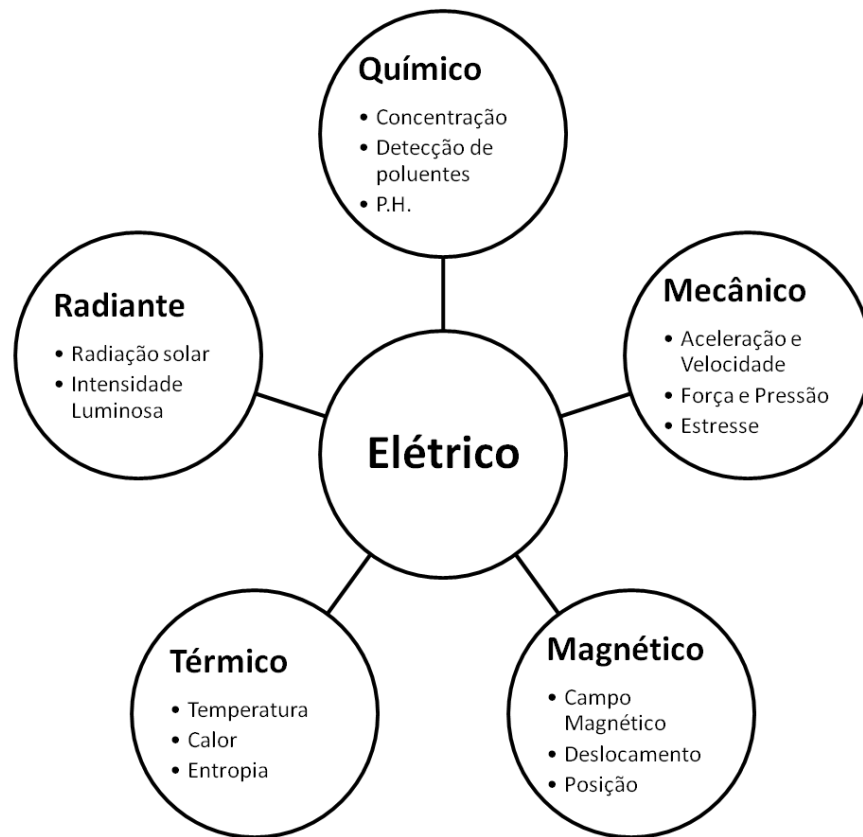 Químico
• Concentração
• Detecção de
poluentes
• P.H.
Radiante
• Radiação solar
• Intensidade
Luminosa
Mecânico
• Aceleração e
Velocidade
• Força e Pressão
• Estresse
Elétrico
Térmico
• Temperatura
• Calor
• Entropia
Magnético
• Campo
Magnético
• Deslocamento
• Posição